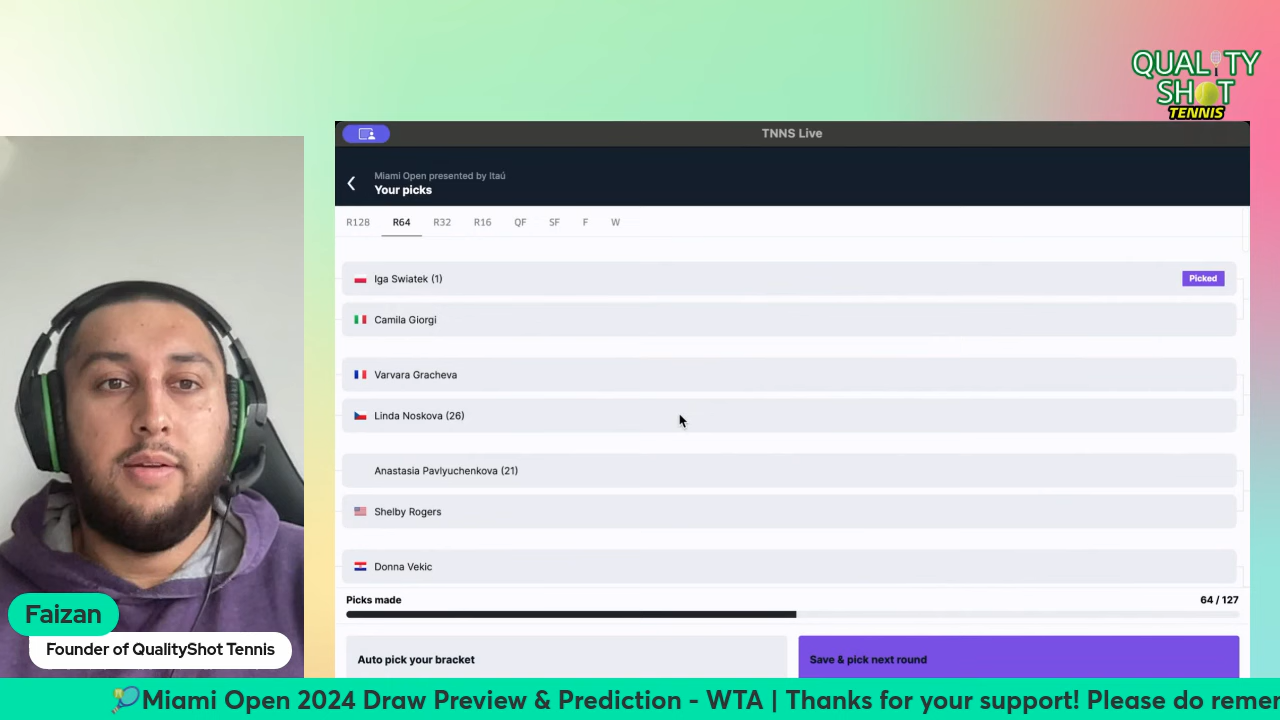 QUALITY
SHOT
TENNIS
TNNS Live
Miami Open presented by Itaú
Your picks
R128 R64 R32 R16 QF SF F W
Iga Swiatek (1) Picked
Camila Giorgi
Varvara Gracheva
Linda Noskova (26)
Anastasia Pavlyuchenkova (21)
Shelby Rogers
Donna Vekic
Picks made 64 / 127
Auto pick your bracket Save & pick next round
Faizan
Founder of QualityShot Tennis
Miami Open 2024 Draw Preview & Prediction - WTA | Thanks for your support! Please do remem